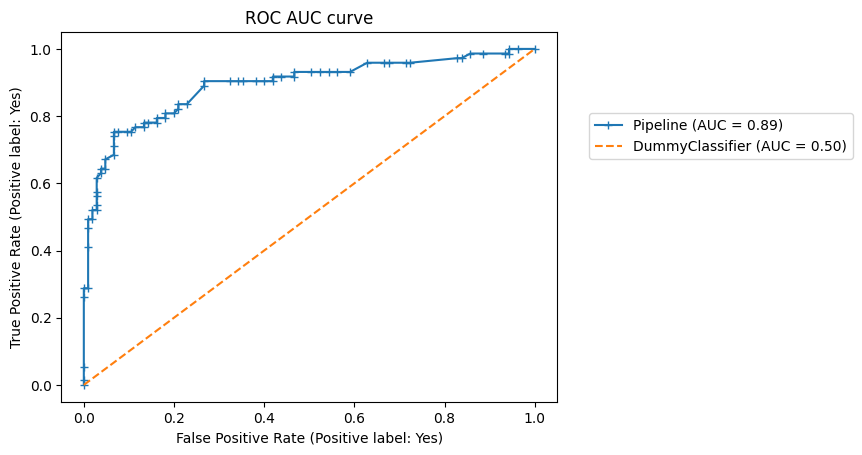 ROC AUC curve
1.0
0.8
0.6
0.4
0.2
0.0
True Positive Rate (Positive label: Yes)
0.0 0.2 0.4 0.6 0.8 1.0
False Positive Rate (Positive label: Yes)
Pipeline (AUC = 0.89)
DummyClassifier (AUC = 0.50)